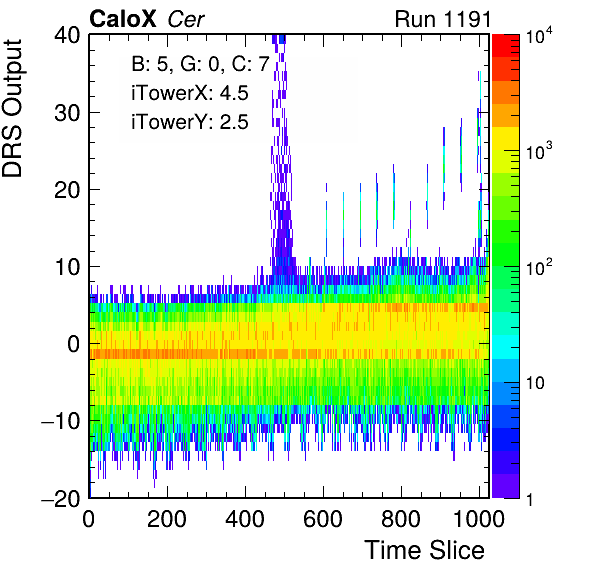 CaloX Cer Run 1191
DRS Output
B: 5, G: 0, C: 7
iTowerX: 4.5
iTowerY: 2.5
40
30
20
10
0
−10
−20
0 200 400 600 800 1000
Time Slice
10^4
10^3
10^2
10
1